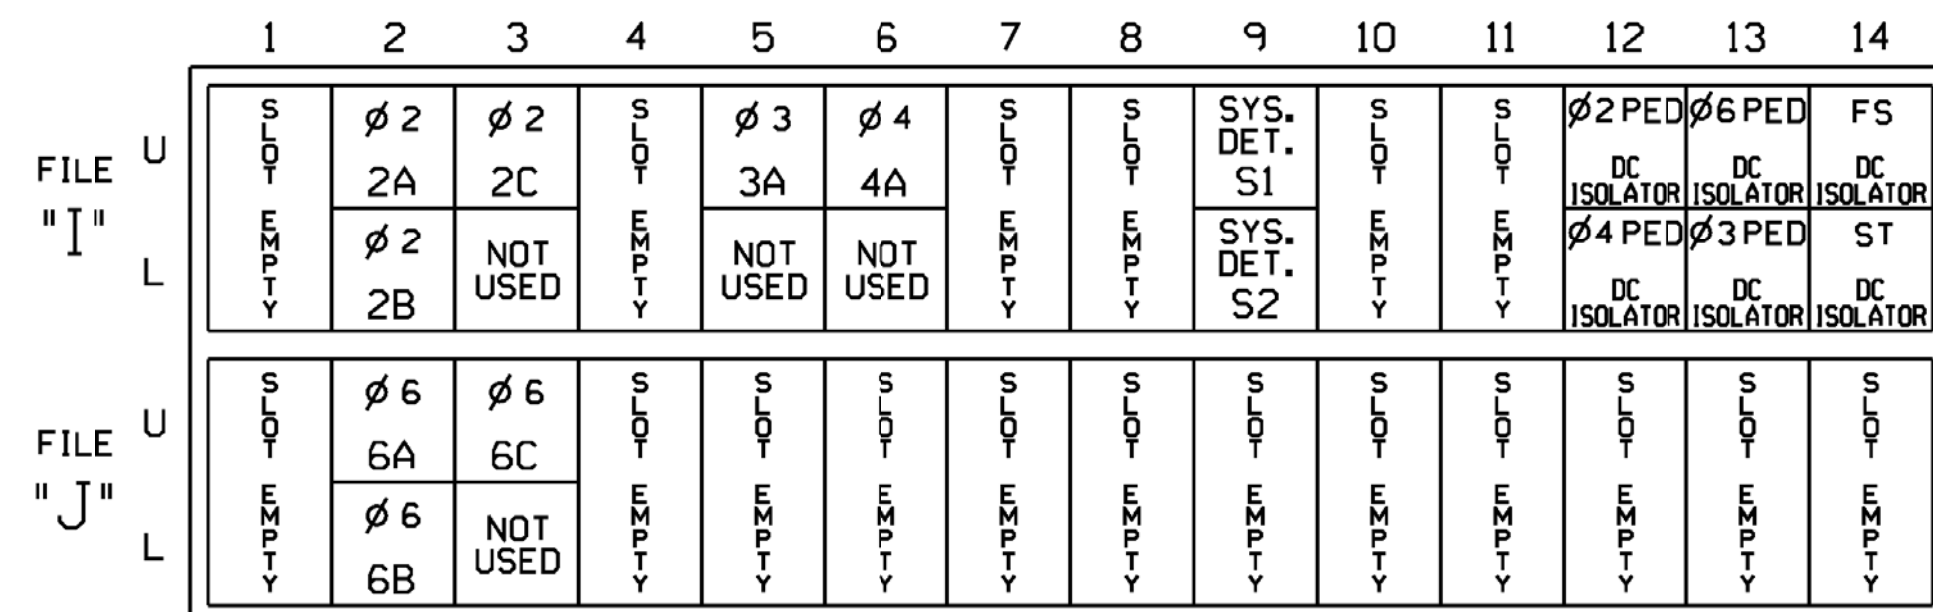 1 2 3 4 5 6 7 8 9 10 11 12 13 14
FILE "I"
U
L
SLOT EMPTY
Ø 2
2A
Ø 2
2B
Ø 2
2C
NOT
USED
SLOT EMPTY
Ø 3
3A
NOT
USED
Ø 4
4A
NOT
USED
SLOT EMPTY
SLOT EMPTY
SYS.
DET.
S1
SYS.
DET.
S2
SLOT EMPTY
SLOT EMPTY
Ø2 PED
DC
ISOLATOR
Ø4 PED
DC
ISOLATOR
Ø6 PED
DC
ISOLATOR
Ø3 PED
DC
ISOLATOR
FS
DC
ISOLATOR
ST
DC
ISOLATOR
FILE "J"
U
L
SLOT EMPTY
Ø 6
6A
Ø 6
6B
Ø 6
6C
NOT
USED
SLOT EMPTY
SLOT EMPTY
SLOT EMPTY
SLOT EMPTY
SLOT EMPTY
SLOT EMPTY
SLOT EMPTY
SLOT EMPTY
SLOT EMPTY
SLOT EMPTY
SLOT EMPTY